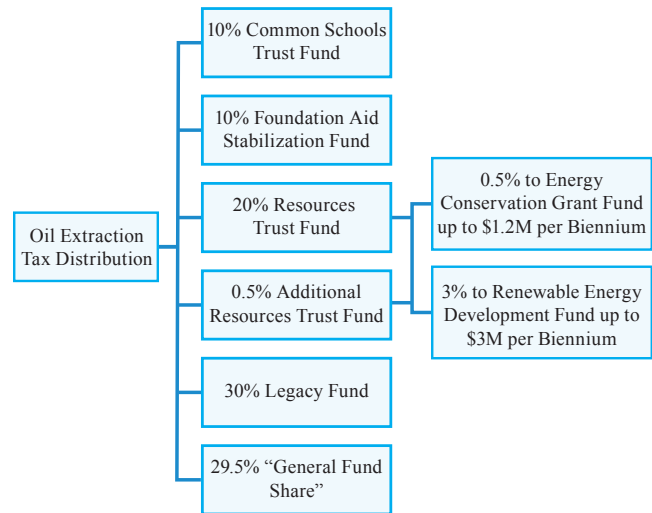 Oil Extraction
Tax Distribution
10% Common Schools
Trust Fund
10% Foundation Aid
Stabilization Fund
20% Resources
Trust Fund
0.5% Additional
Resources Trust Fund
30% Legacy Fund
29.5% “General Fund
Share”
0.5% to Energy
Conservation Grant Fund
up to $1.2M per Biennium
3% to Renewable Energy
Development Fund up to
$3M per Biennium